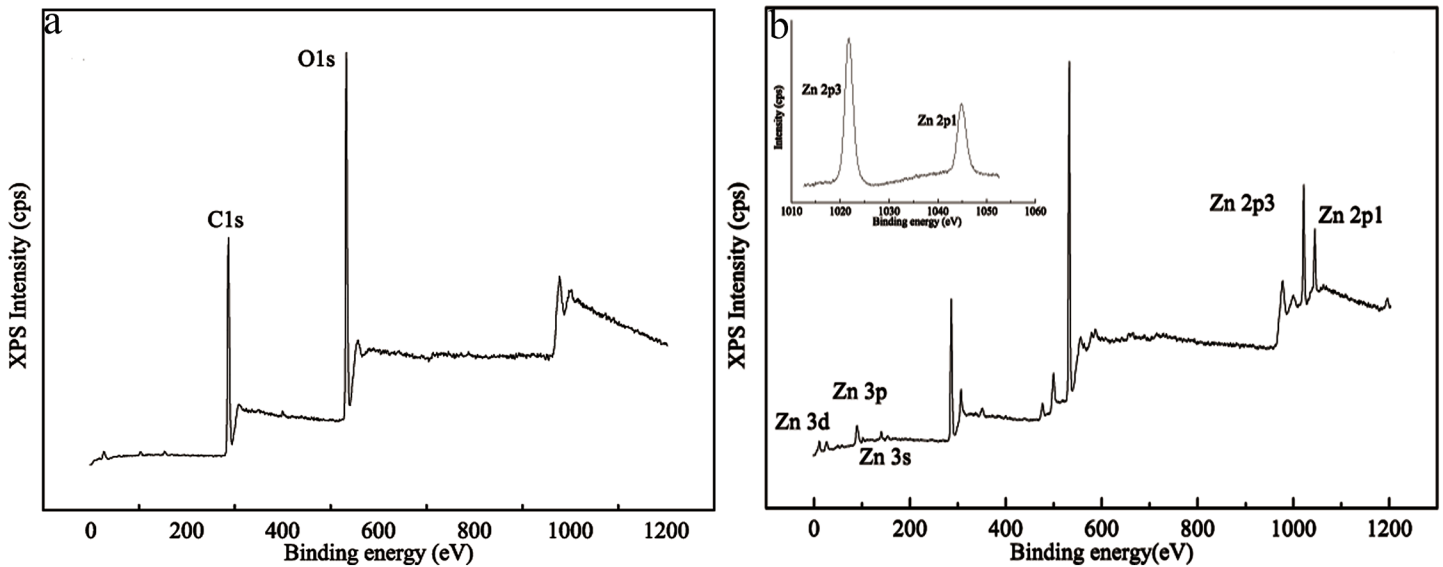 a
O1s
C1s
XPS Intensity (cps)
0 200 400 600 800 1000 1200
Binding energy (eV)
b
Zn 2p3
Zn 2p1
Intensity (cps)
1010 1020 1030 1040 1050 1060
Binding energy (eV)
Zn 2p3
Zn 2p1
Zn 3p
Zn 3d
Zn 3s
XPS Intensity (cps)
0 200 400 600 800 1000 1200
Binding energy(eV)